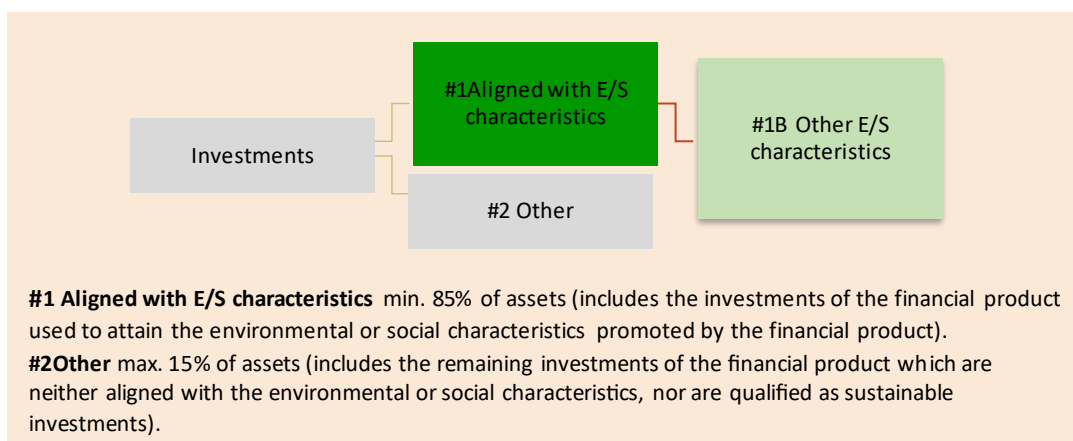 #1Aligned with E/S
characteristics
#1B Other E/S
characteristics
Investments
#2 Other
#1 Aligned with E/S characteristics min. 85% of assets (includes the investments of the financial product
used to attain the environmental or social characteristics promoted by the financial product).
#2Other max. 15% of assets (includes the remaining investments of the financial product which are
neither aligned with the environmental or social characteristics, nor are qualified as sustainable
investments).